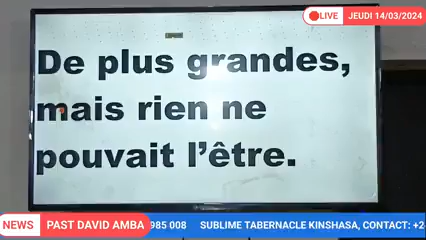 LIVE JEUDI 14/03/2024
De plus grandes,
mais rien ne
pouvait l'être.
NEWS PAST DAVID AMBA 985 008 SUBLIME TABERNACLE KINSHASA, CONTACT: +2